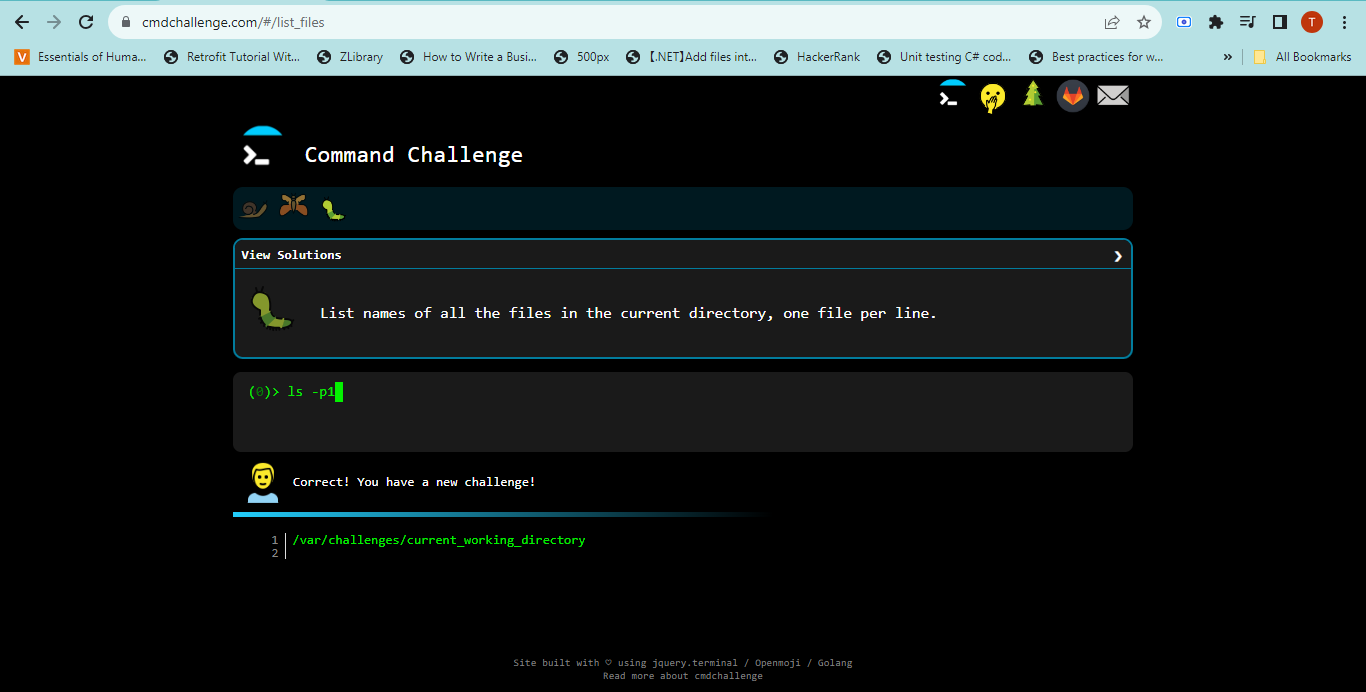 cmdchallenge.com/#/list_files
T
Essentials of Huma... Retrofit Tutorial Wit... ZLibrary How to Write a Busi... 500px 【.NET】Add files int... HackerRank Unit testing C# cod... Best practices for w... » All Bookmarks
Command Challenge
View Solutions
List names of all the files in the current directory, one file per line.
(0)> ls -p1
Correct! You have a new challenge!
1 /var/challenges/current_working_directory
2
Site built with ♡ using jquery.terminal / Openmoji / Golang
Read more about cmdchallenge